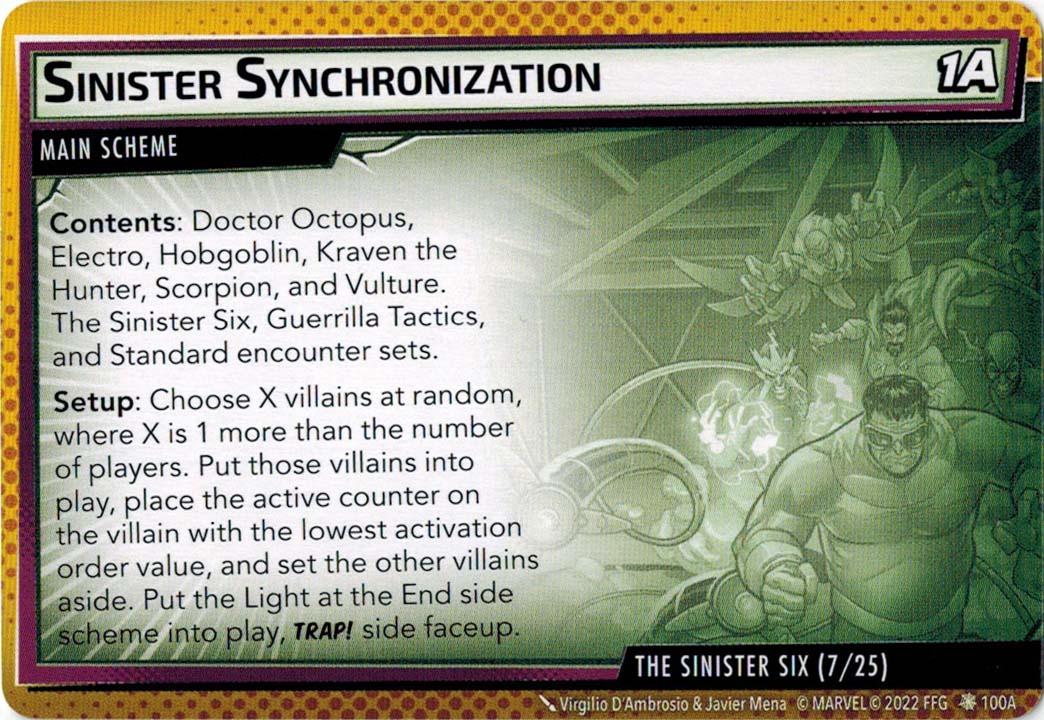 SINISTER SYNCHRONIZATION
1A
MAIN SCHEME
Contents: Doctor Octopus,
Electro, Hobgoblin, Kraven the
Hunter, Scorpion, and Vulture.
The Sinister Six, Guerrilla Tactics,
and Standard encounter sets.
Setup: Choose X villains at random,
where X is 1 more than the number
of players. Put those villains into
play, place the active counter on
the villain with the lowest activation
order value, and set the other villains
aside. Put the Light at the End side
scheme into play, TRAP! side faceup.
THE SINISTER SIX (7/25)
Virgilio D'Ambrosio & Javier Mena © MARVEL © 2022 FFG 100A